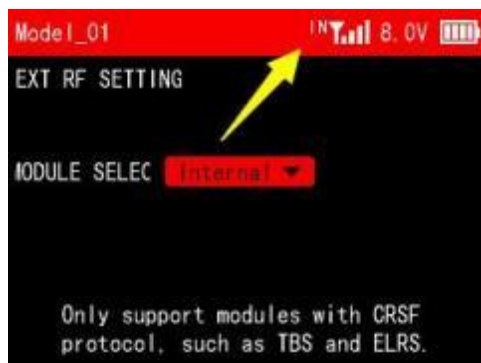 Model_01 IN 8.0V
EXT RF SETTING
MODULE SELEC Internal
Only support modules with CRSF
protocol, such as TBS and ELRS.